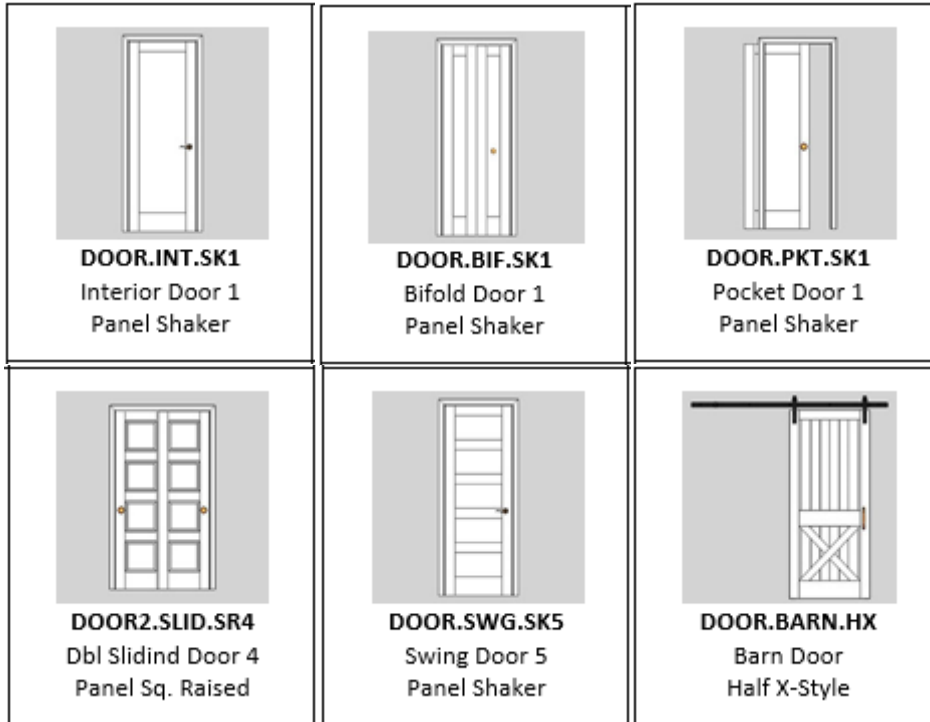 DOOR.INT.SK1
Interior Door 1
Panel Shaker
DOOR.BIF.SK1
Bifold Door 1
Panel Shaker
DOOR.PKT.SK1
Pocket Door 1
Panel Shaker
DOOR2.SLID.SR4
Dbl Slidind Door 4
Panel Sq. Raised
DOOR.SWG.SK5
Swing Door 5
Panel Shaker
DOOR.BARN.HX
Barn Door
Half X-Style